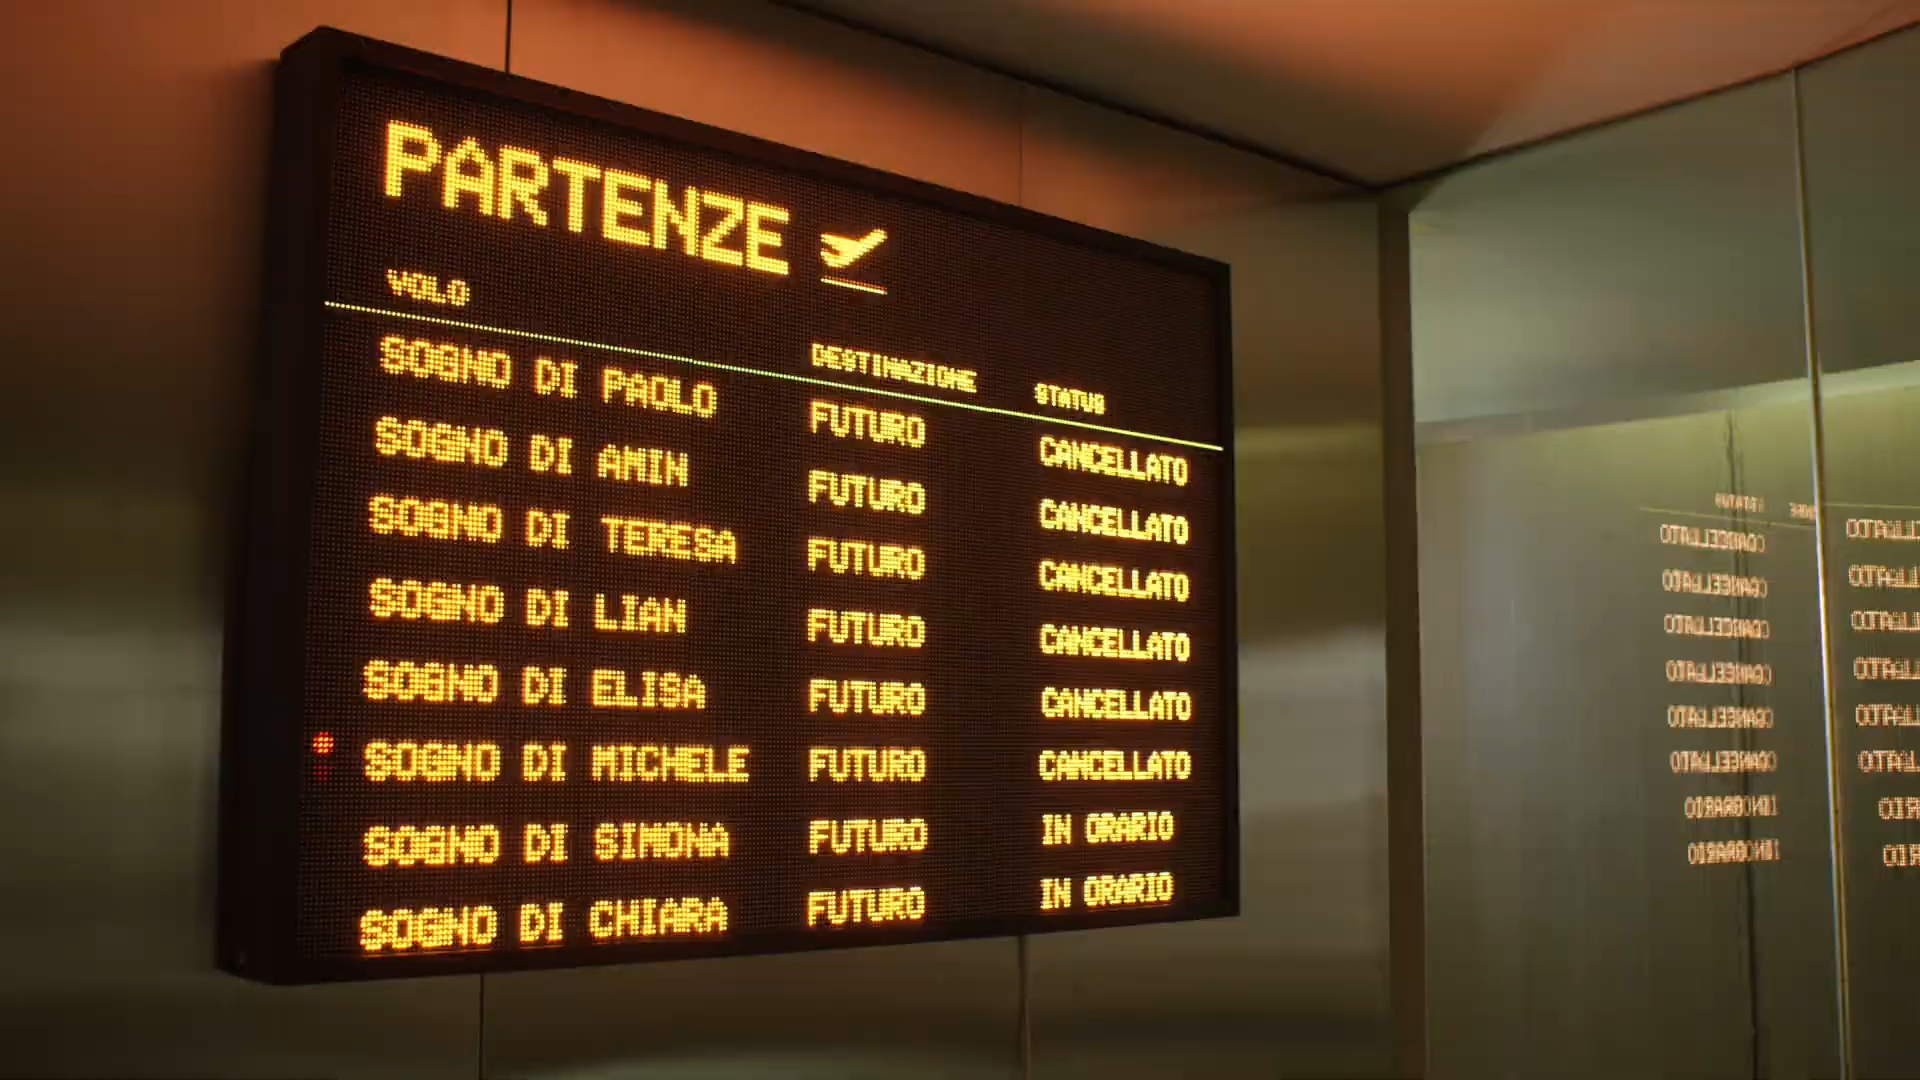 PARTENZE
VOLO DESTINAZIONE STATUS
SOGNO DI PAOLO FUTURO CANCELLATO
SOGNO DI AMIN FUTURO CANCELLATO
SOGNO DI TERESA FUTURO CANCELLATO
SOGNO DI LIAN FUTURO CANCELLATO
SOGNO DI ELISA FUTURO CANCELLATO
SOGNO DI MICHELE FUTURO CANCELLATO
SOGNO DI SIMONA FUTURO IN ORARIO
SOGNO DI CHIARA FUTURO IN ORARIO